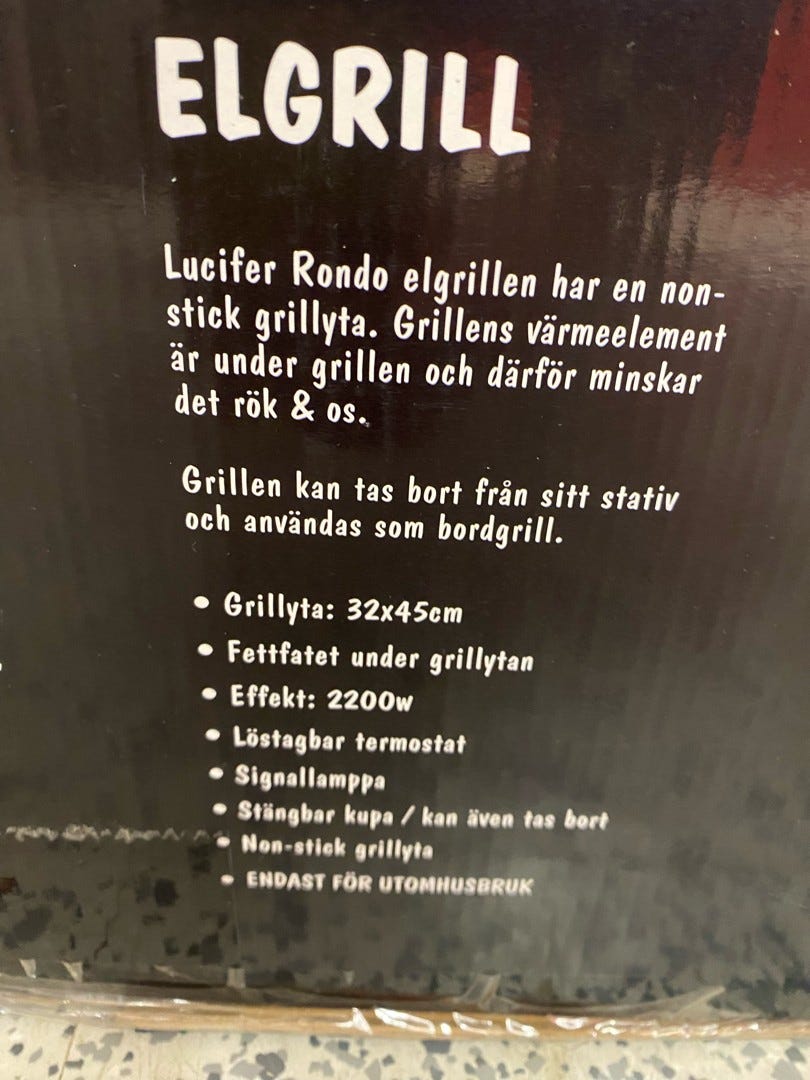 ELGRILL
Lucifer Rondo elgrillen har en non-
stick grillyta. Grillens värmeelement
är under grillen och därför minskar
det rök & os.
Grillen kan tas bort från sitt stativ
och användas som bordgrill.
• Grillyta: 32x45cm
• Fettfatet under grillytan
• Effekt: 2200w
• Löstagbar termostat
• Signallamppa
• Stängbar kupa / kan även tas bort
• Non-stick grillyta
• ENDAST FÖR UTOMHUSBRUK